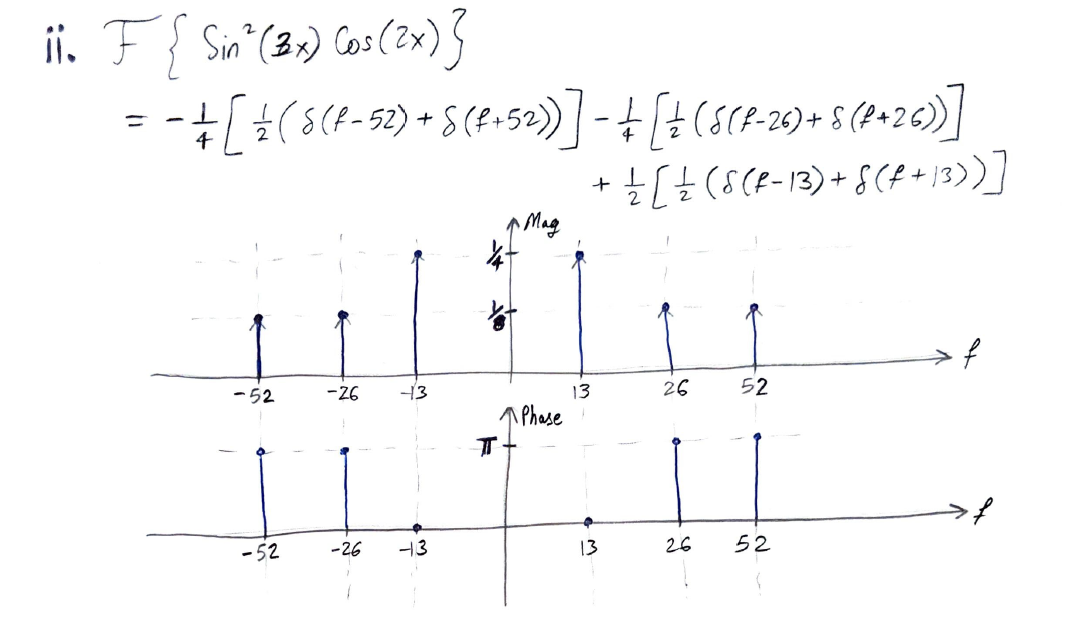 ii. F { Sin²(3x) Cos(2x) }
= - 1/4 [ 1/2 ( δ(f-52) + δ(f+52)) ] - 1/4 [ 1/2 ( δ(f-26) + δ(f+26)) ]
+ 1/2 [ 1/2 ( δ(f-13) + δ(f+13)) ]
Mag
1/4
1/8
f
-52 -26 -13 13 26 52
Phase
π
f
-52 -26 -13 13 26 52